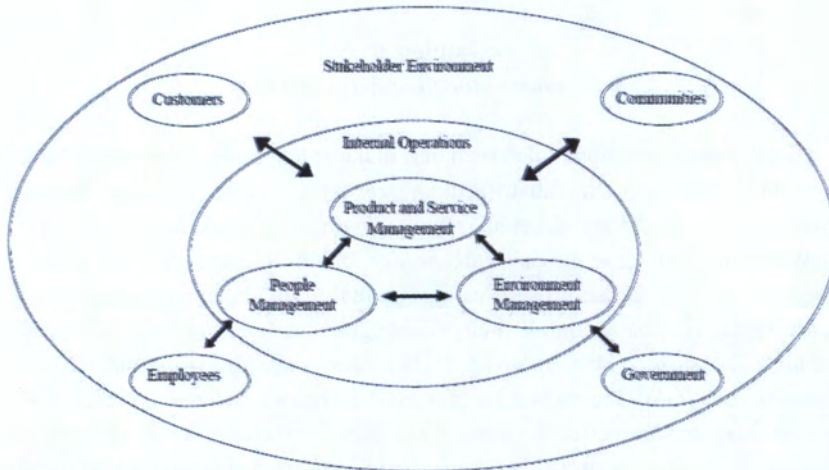 Stakeholder Environment
Customers
Communities
Internal Operations
Product and Service
Management
People
Management
Environment
Management
Employees
Government